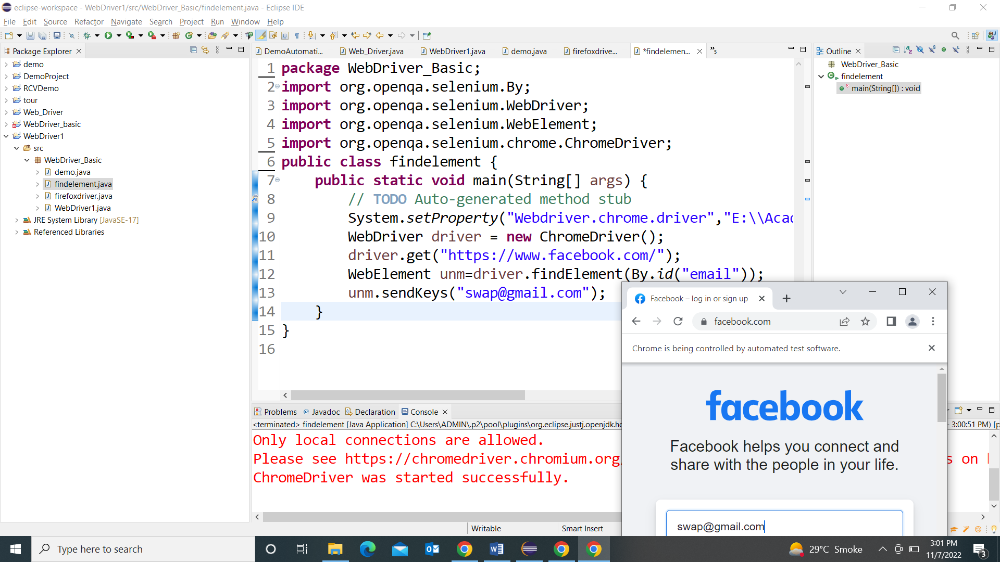 eclipse-workspace - WebDriver1/src/WebDriver_Basic/findelement.java - Eclipse IDE
File Edit Source Refactor Navigate Search Project Run Window Help
Package Explorer
demo
DemoProject
RCVDemo
tour
Web_Driver
WebDriver_basic
WebDriver1
src
WebDriver_Basic
demo.java
findelement.java
firefoxdriver.java
WebDriver1.java
JRE System Library [JavaSE-17]
Referenced Libraries
DemoAutomati... Web_Driver.java WebDriver1.java demo.java firefoxdrive... *findelemen... »5
1 package WebDriver_Basic;
2 import org.openqa.selenium.By;
3 import org.openqa.selenium.WebDriver;
4 import org.openqa.selenium.WebElement;
5 import org.openqa.selenium.chrome.ChromeDriver;
6 public class findelement {
7 public static void main(String[] args) {
8 // TODO Auto-generated method stub
9 System.setProperty("Webdriver.chrome.driver","E:\\Acad
10 WebDriver driver = new ChromeDriver();
11 driver.get("https://www.facebook.com/");
12 WebElement unm=driver.findElement(By.id("email"));
13 unm.sendKeys("swap@gmail.com");
14 }
15 }
16
Outline
WebDriver_Basic
findelement
main(String[]) : void
Problems Javadoc Declaration Console
<terminated> findelement [Java Application] C:\Users\ADMIN\.p2\pool\plugins\org.eclipse.justj.openjdk.ho - 3:00:51 PM) [p
Only local connections are allowed.
Please see https://chromedriver.chromium.org s on
ChromeDriver was started successfully.
Writable Smart Insert
Facebook – log in or sign up
facebook.com
Chrome is being controlled by automated test software.
facebook
Facebook helps you connect and
share with the people in your life.
swap@gmail.com
Type here to search
29°C Smoke
3:01 PM
11/7/2022
3